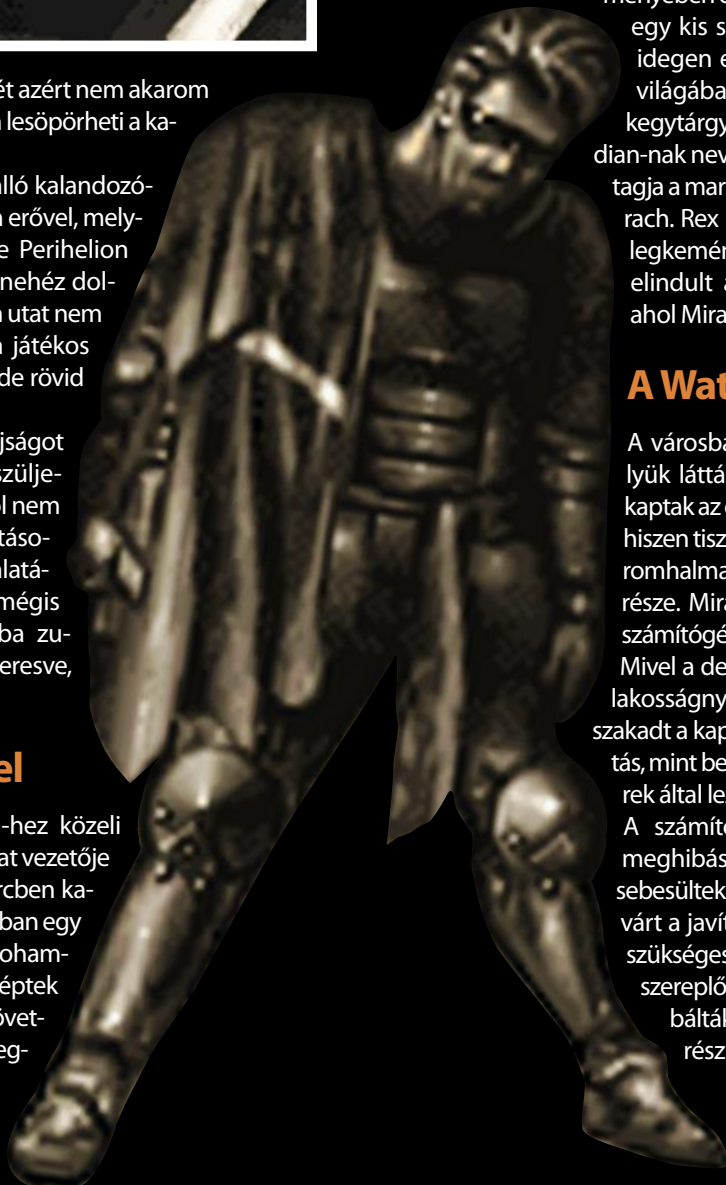 ét azért nem akarom
lesöpörheti a ka-
lló kalandozó-
erővel, mely-
e Perihelion
nehéz dol-
utat nem
játékos
de rövid
jságot
szülje-
l nem
táso-
latá-
mégis
ba zu-
eresve,
el
-hez közeli
at vezetője
rcben ka-
ban egy
oham-
éptek
övet-
eg-
ményében
egy kis s
idegen e
világába
kegytárgy
dian-nak nev
tagja a mar
rach. Rex
legkemér
elindult a
ahol Mira
A Wat
A városba
lyük láttá
kaptak az
hiszen tisz
romhalma
része. Mira
számítógé
Mivel a de
lakosságny
szakadt a kap
tás, mint be
rek által le
A számíto
meghibás
sebesültek
várt a javít
szükséges
szereplő
bálták
rész